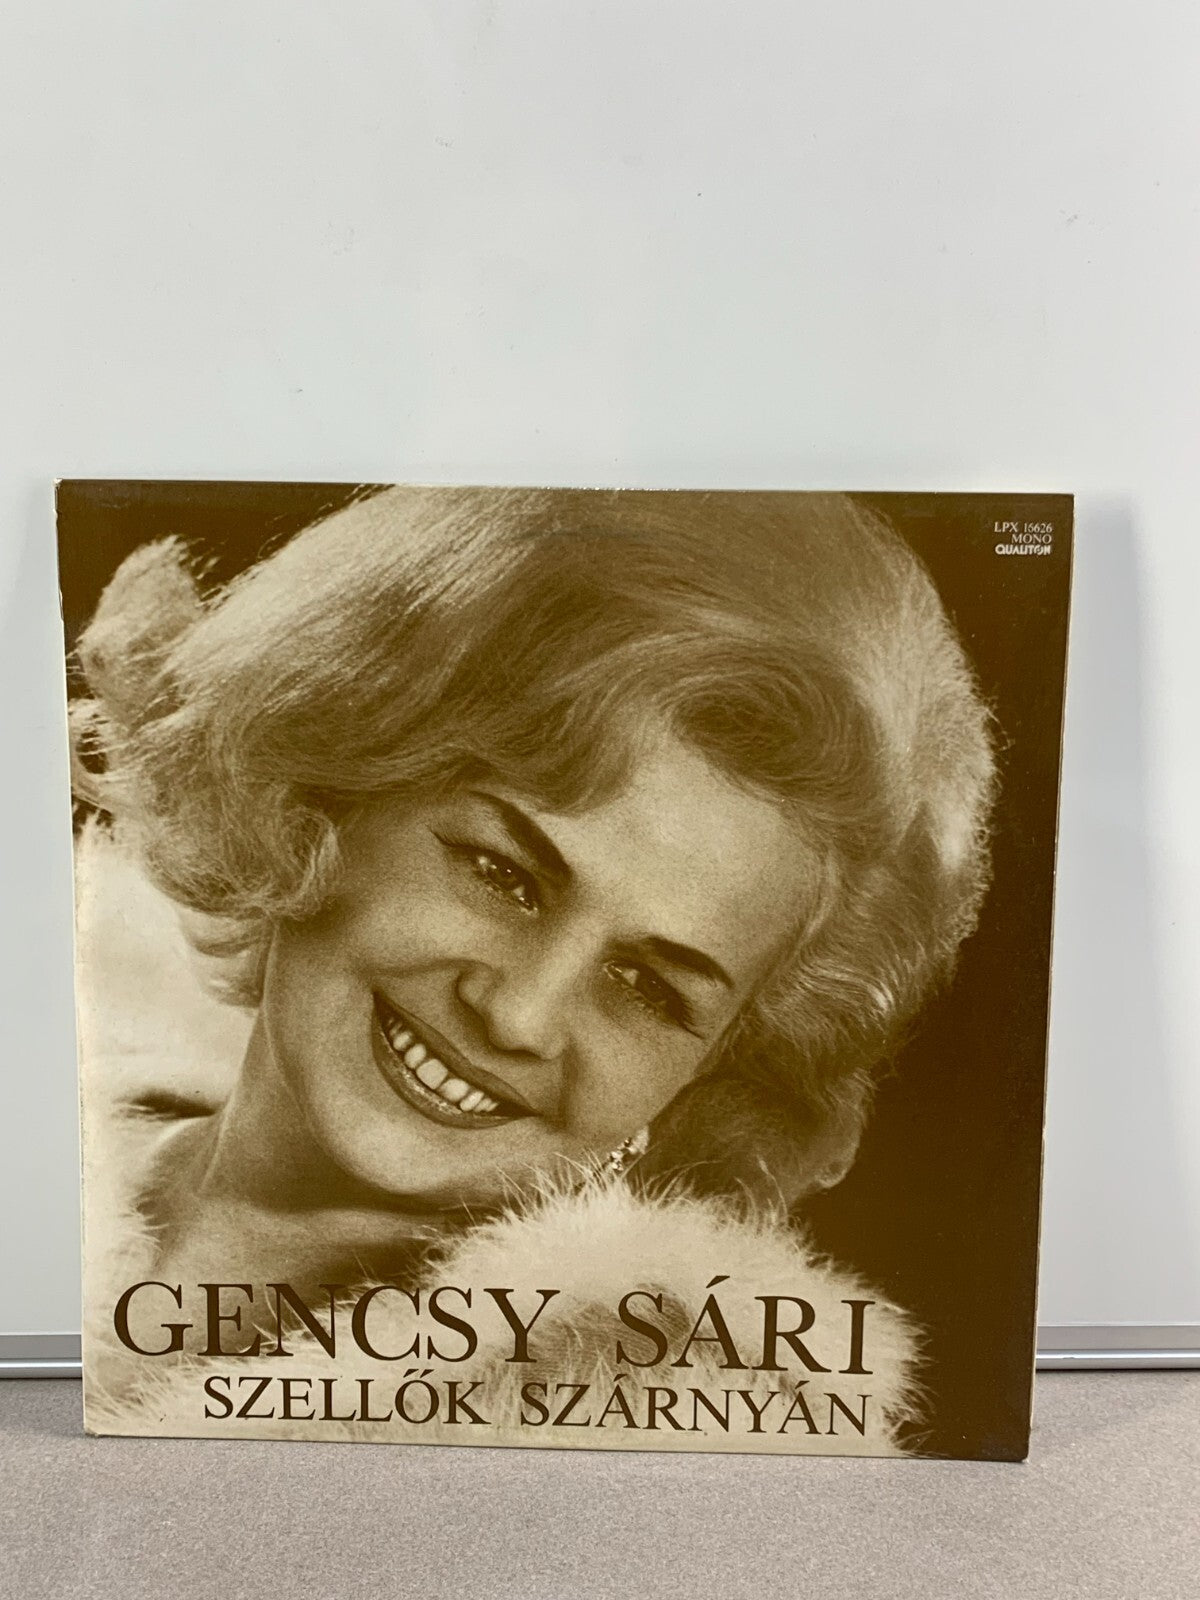 LPX 16626
MONO
QUALITON
GENCSY SÁRI
SZELLŐK SZÁRNYÁN